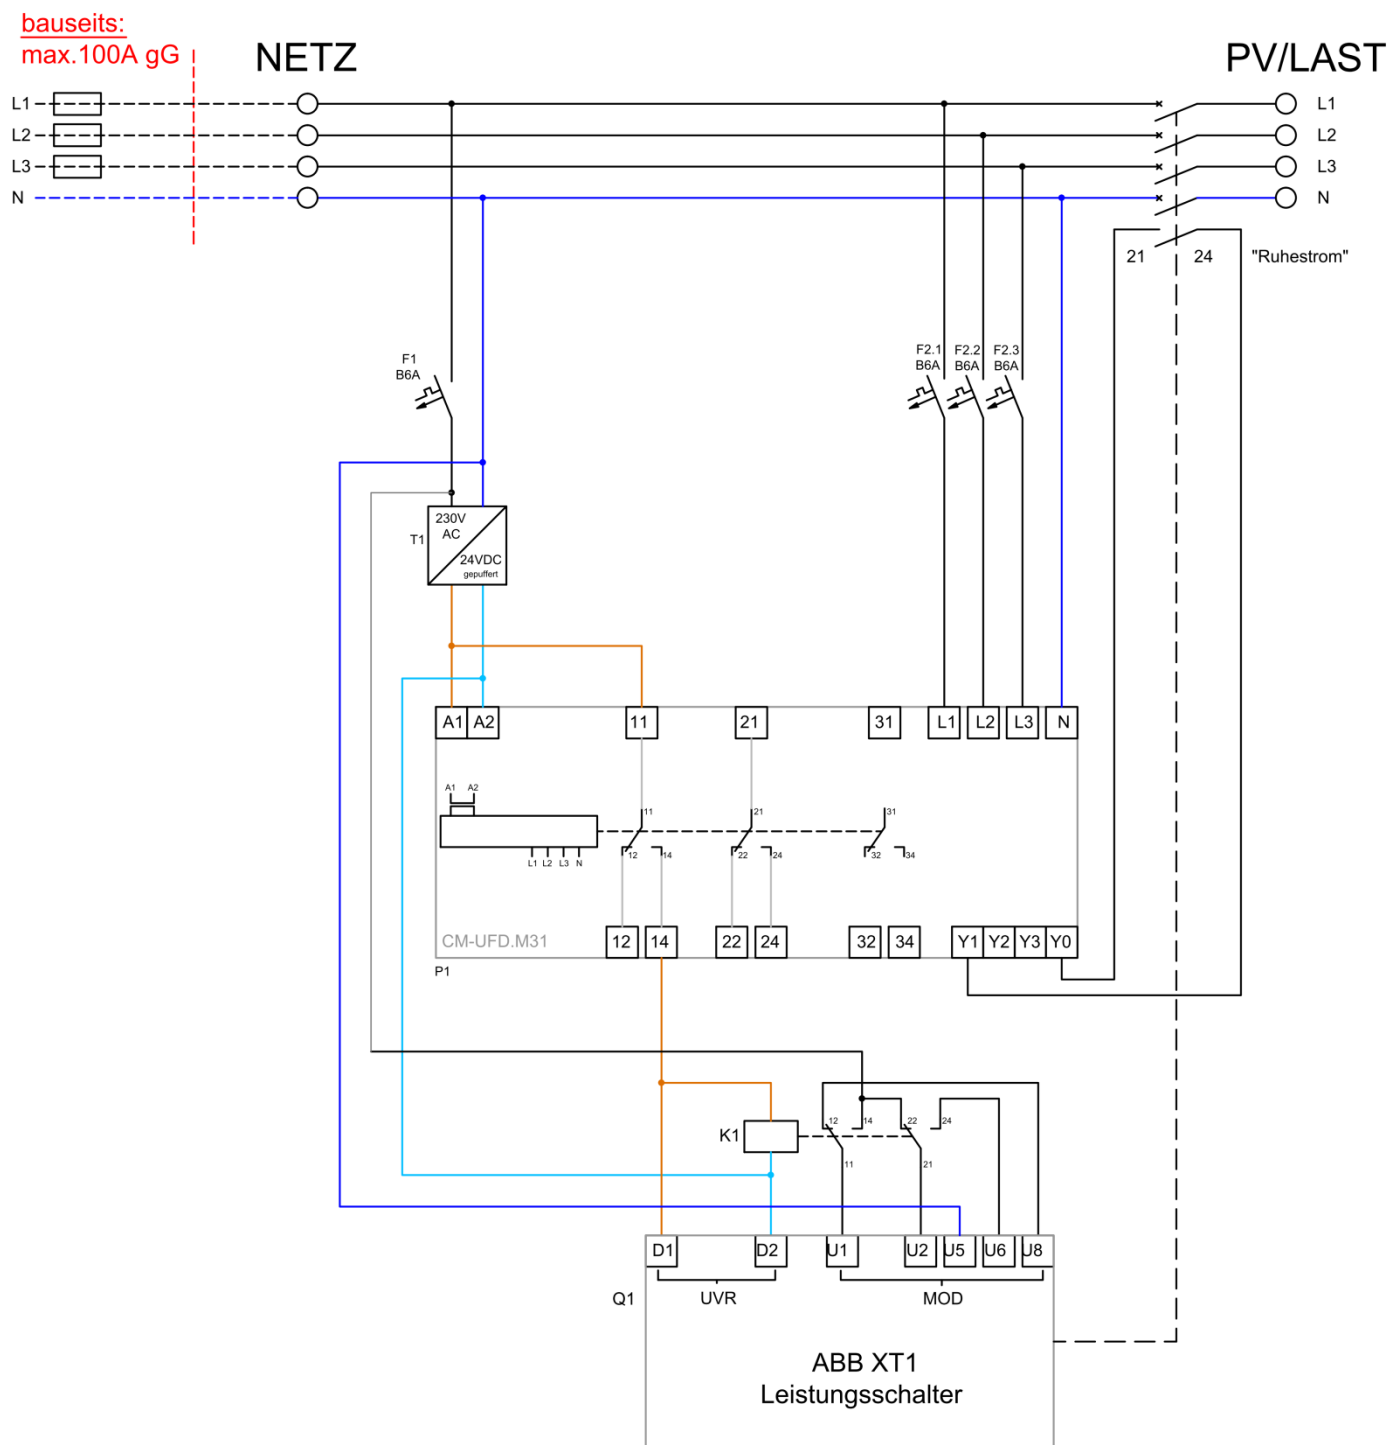 bauseits:
max.100A gG
NETZ
PV/LAST
L1
L1
L2
L2
L3
L3
N
N
21
24
"Ruhestrom"
F1
B6A
F2.1
B6A
F2.2
B6A
F2.3
B6A
T1
230V
AC
24VDC
gepuffert
A1
A2
11
21
31
L1
L2
L3
N
A1
A2
11
21
31
12
14
22
24
32
34
L1
L2
L3
N
CM-UFD.M31
12
14
22
24
32
34
Y1
Y2
Y3
Y0
P1
K1
12
14
22
24
11
21
D1
D2
U1
U2
U5
U6
U8
Q1
UVR
MOD
ABB XT1
Leistungsschalter